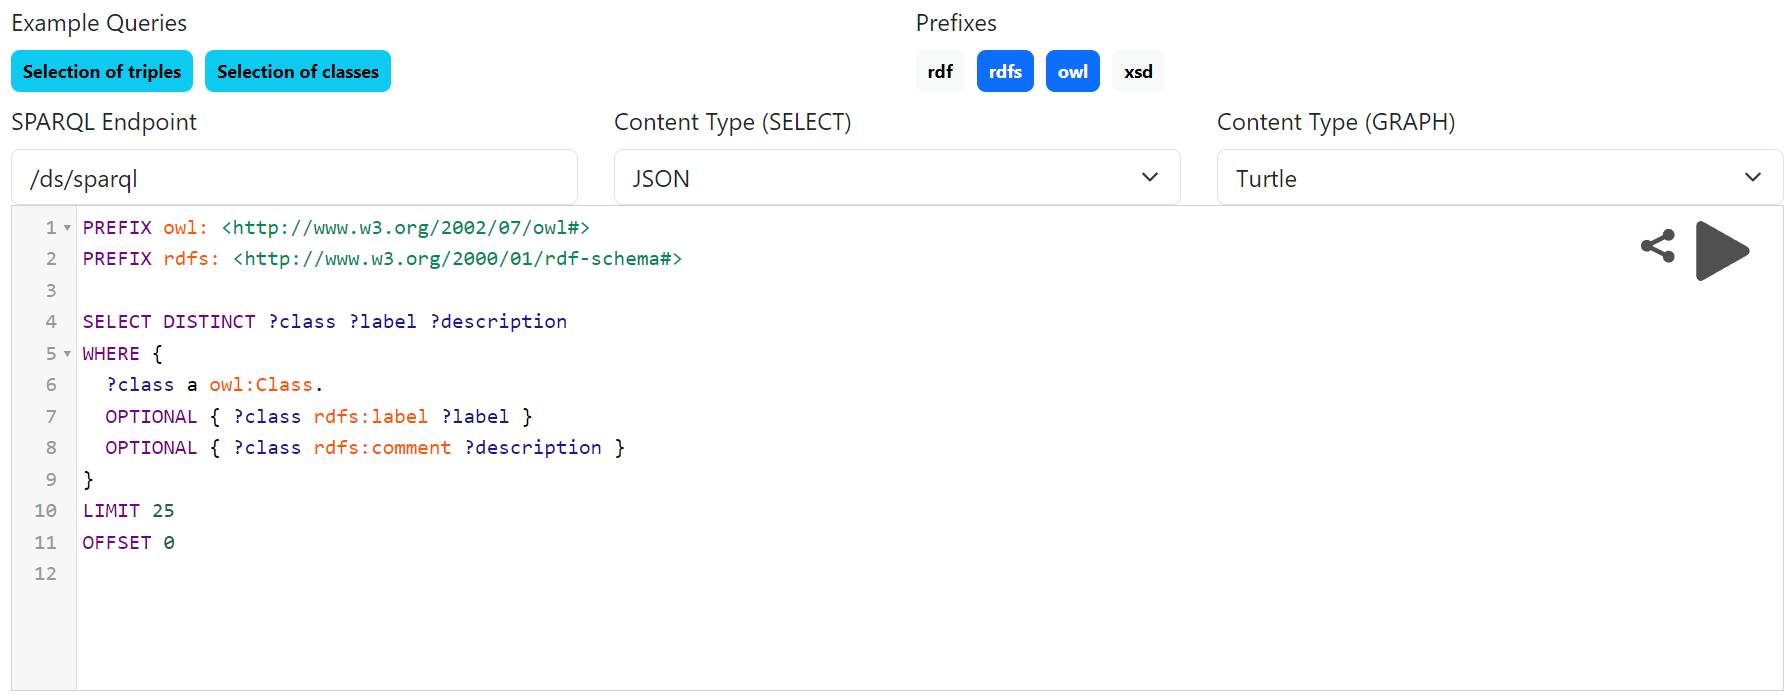 Example Queries
Prefixes
Selection of triples Selection of classes
rdf rdfs owl xsd
SPARQL Endpoint
Content Type (SELECT)
Content Type (GRAPH)
/ds/sparql
JSON
Turtle
1 PREFIX owl: <http://www.w3.org/2002/07/owl#>
2 PREFIX rdfs: <http://www.w3.org/2000/01/rdf-schema#>
3
4 SELECT DISTINCT ?class ?label ?description
5 WHERE {
6   ?class a owl:Class.
7   OPTIONAL { ?class rdfs:label ?label }
8   OPTIONAL { ?class rdfs:comment ?description }
9 }
10 LIMIT 25
11 OFFSET 0
12